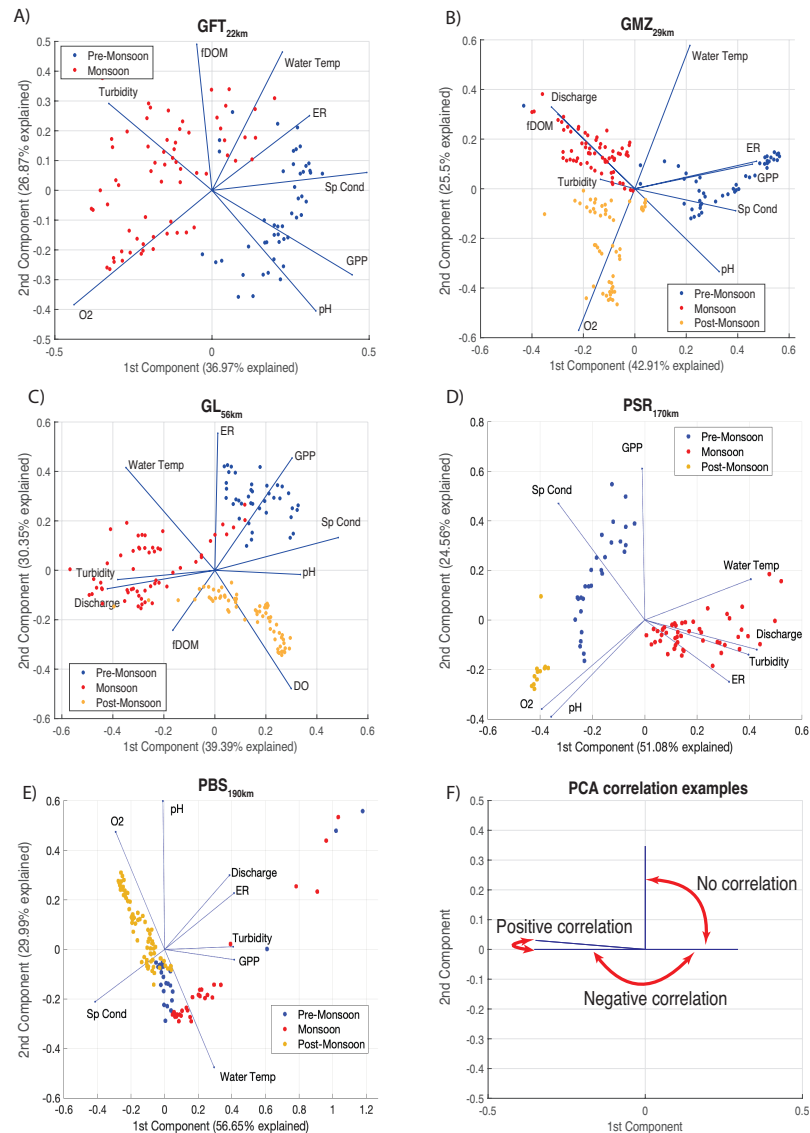 A)
GFT22km
Pre-Monsoon
Monsoon
fDOM
Water Temp
Turbidity
ER
Sp Cond
GPP
pH
O2
0.5
0.4
0.3
0.2
0.1
0
-0.1
-0.2
-0.3
-0.4
-0.5
-0.5
0
0.5
2nd Component (26.87% explained)
1st Component (36.97% explained)
B)
GMZ29km
Water Temp
Discharge
fDOM
Turbidity
ER
GPP
Sp Cond
pH
O2
Pre-Monsoon
Monsoon
Post-Monsoon
0.6
0.4
0.2
0
-0.2
-0.4
-0.6
-0.6
-0.4
-0.2
0
0.2
0.4
0.6
2nd Component (25.5% explained)
1st Component (42.91% explained)
C)
GL56km
ER
GPP
Water Temp
Sp Cond
pH
Turbidity
Discharge
fDOM
DO
Pre-Monsoon
Monsoon
Post-Monsoon
0.6
0.4
0.2
0
-0.2
-0.4
-0.6
-0.6
-0.4
-0.2
0
0.2
0.4
0.6
2nd Component (30.35% explained)
1st Component (39.39% explained)
D)
PSR170km
GPP
Sp Cond
Pre-Monsoon
Monsoon
Post-Monsoon
Water Temp
Discharge
Turbidity
ER
O2
pH
0.8
0.6
0.4
0.2
0
-0.2
-0.4
-0.6
-0.4
-0.2
0
0.2
0.4
0.6
2nd Component (24.56% explained)
1st Component (51.08% explained)
E)
PBS190km
pH
O2
Discharge
ER
Turbidity
GPP
Sp Cond
Water Temp
Pre-Monsoon
Monsoon
Post-Monsoon
0.6
0.4
0.2
0
-0.2
-0.4
-0.6
-0.6
-0.4
-0.2
0
0.2
0.4
0.6
0.8
1
1.2
2nd Component (29.99% explained)
1st Component (56.65% explained)
F)
PCA correlation examples
No correlation
Positive correlation
Negative correlation
0.5
0.4
0.3
0.2
0.1
0
-0.1
-0.2
-0.3
-0.4
-0.5
-0.5
0
0.5
2nd Component
1st Component